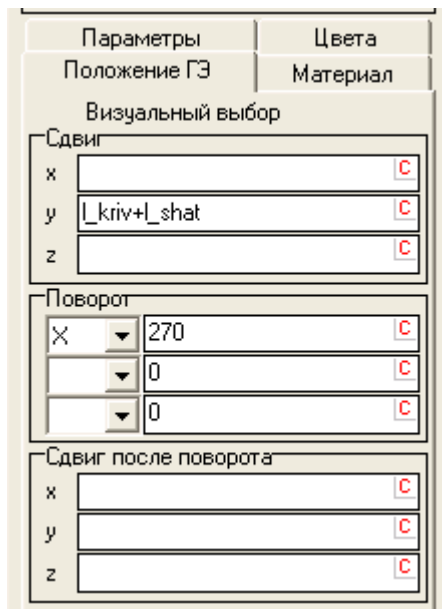 Параметры Цвета
Положение ГЭ Материал
Визуальный выбор
Сдвиг
x C
y l_kriv+l_shat C
z C
Поворот
X 270 C
0 C
0 C
Сдвиг после поворота
x C
y C
z C